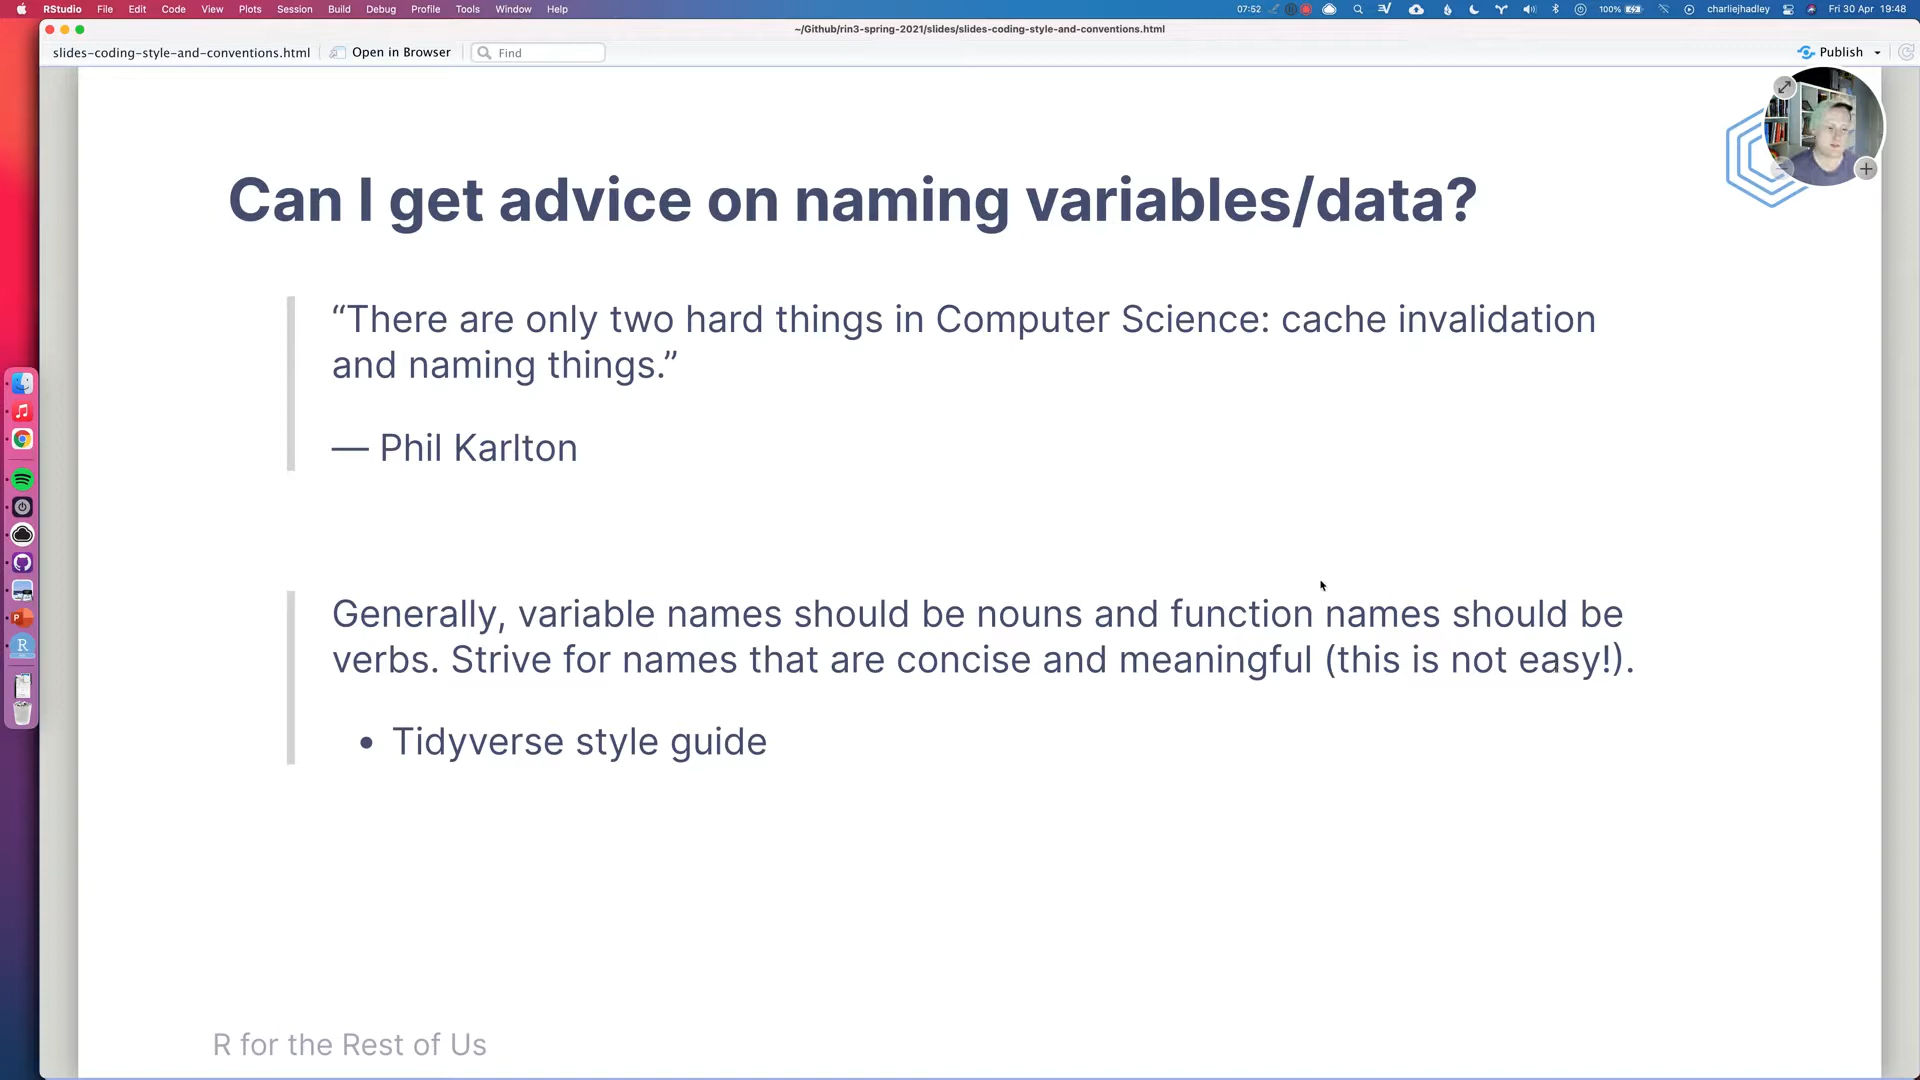 RStudio File Edit Code View Plots Session Build Debug Profile Tools Window Help 07:52 100% charliejhadley Fri 30 Apr 19:48
~/Github/rin3-spring-2021/slides/slides-coding-style-and-conventions.html
slides-coding-style-and-conventions.html Open in Browser Find Publish
Can I get advice on naming variables/data?
“There are only two hard things in Computer Science: cache invalidation
and naming things.”
— Phil Karlton
Generally, variable names should be nouns and function names should be
verbs. Strive for names that are concise and meaningful (this is not easy!).
• Tidyverse style guide
R for the Rest of Us